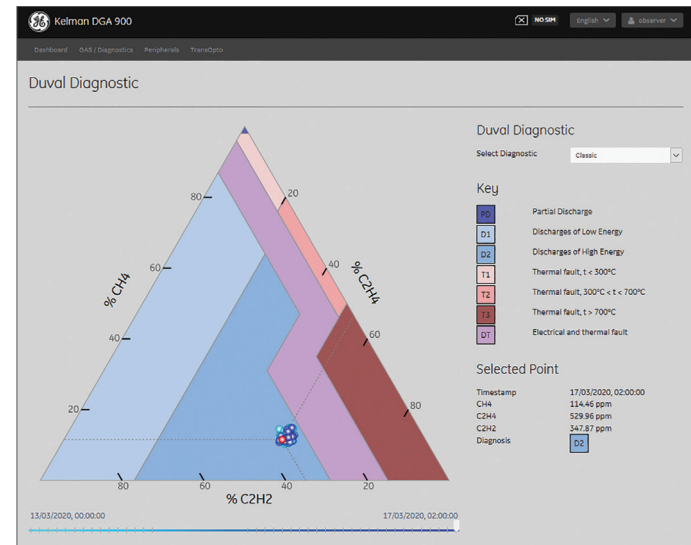 Kelman DGA 900
NO SIM
English
observer
Dashboard
GAS / Diagnostics
Peripherals
TransOpto
Duval Diagnostic
80
60
40
20
% CH4
20
40
60
80
% C2H4
80
60
40
20
% C2H2
13/03/2020, 00:00:00
17/03/2020, 02:00:00
Duval Diagnostic
Select Diagnostic
Classic
Key
PD Partial Discharge
D1 Discharges of Low Energy
D2 Discharges of High Energy
T1 Thermal fault, t < 300°C
T2 Thermal fault, 300°C < t < 700°C
T3 Thermal fault, t > 700°C
DT Electrical and thermal fault
Selected Point
Timestamp 17/03/2020, 02:00:00
CH4 114.46 ppm
C2H4 529.96 ppm
C2H2 347.87 ppm
Diagnosis D2